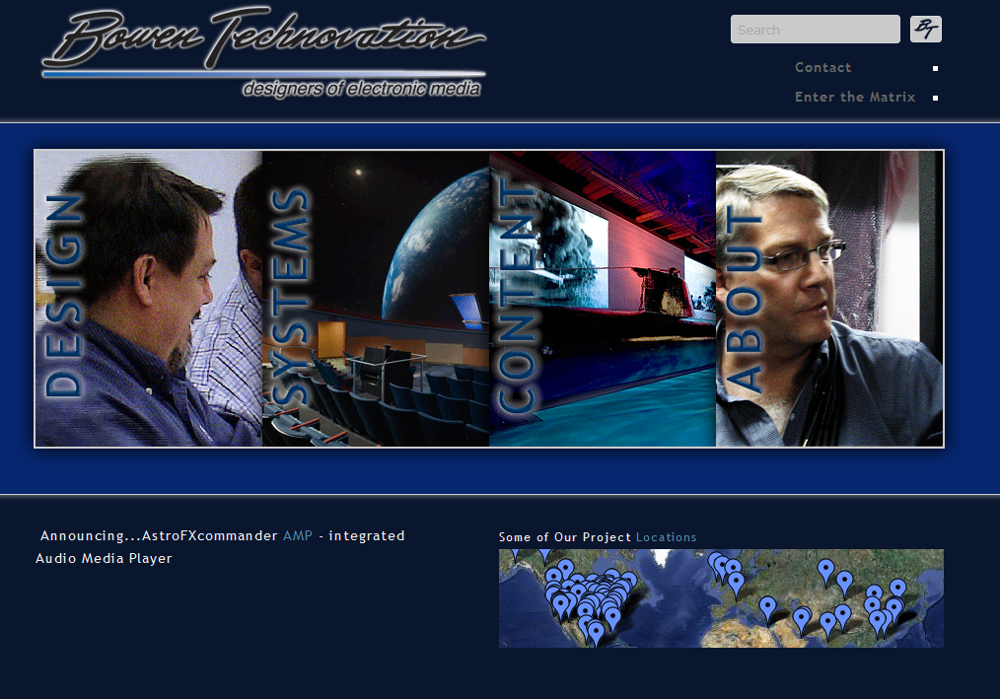 Bowen Technovation
designers of electronic media
Search
BT
Contact
Enter the Matrix
DESIGN
SYSTEMS
CONTENT
ABOUT
Announcing...AstroFXcommander AMP - integrated
Audio Media Player
Some of Our Project Locations